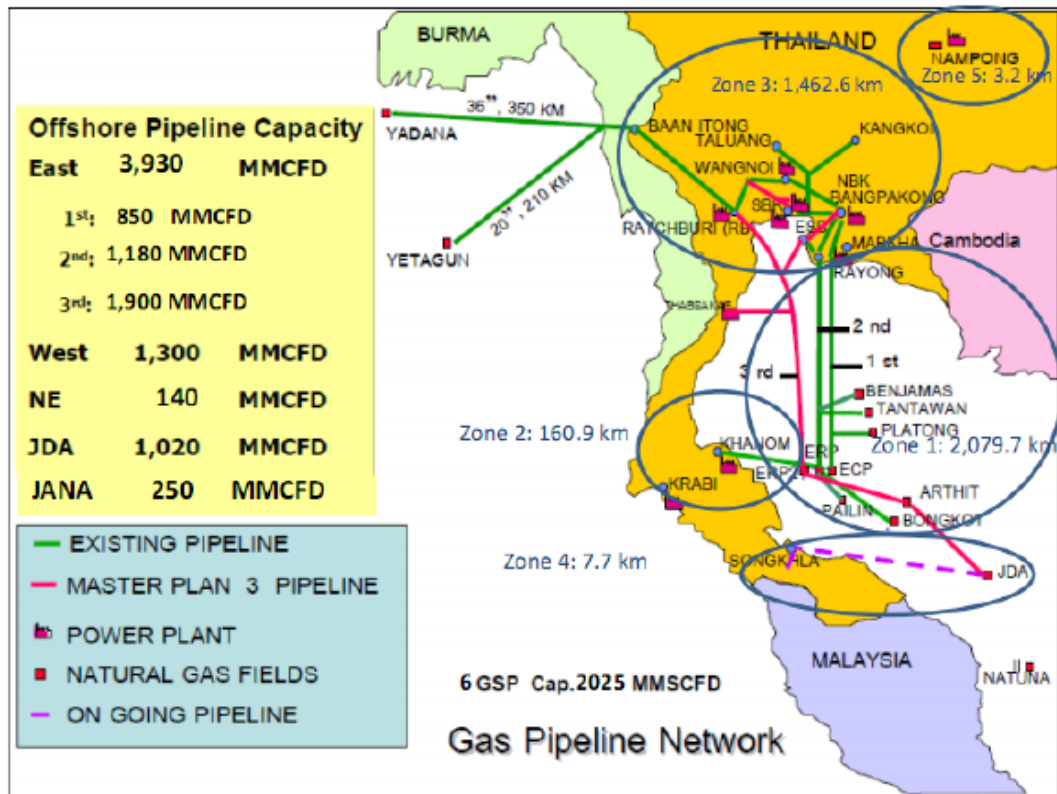 BURMA
THAILAND
NAMPONG
Zone 5: 3.2 km
Zone 3: 1,462.6 km
36”, 350 KM
YADANA
BAAN ITONG
KANGKOI
TALUANG
WANGNOI
NBK
BANGPAKONG
RATCHBURI (RB)
MARKHA
Cambodia
RAYONG
20”, 210 KM
YETAGUN
Offshore Pipeline Capacity
East 3,930 MMCFD
1st: 850 MMCFD
2nd: 1,180 MMCFD
3rd: 1,900 MMCFD
West 1,300 MMCFD
NE 140 MMCFD
JDA 1,020 MMCFD
JANA 250 MMCFD
2 nd
1 st
3 rd
BENJAMAS
TANTAWAN
PLATONG
Zone 2: 160.9 km
Zone 1: 2,079.7 km
KHANOM
ERP
ECP
KRABI
ARTHIT
PAILIN
BONGKOT
Zone 4: 7.7 km
SONGKHLA
JDA
MALAYSIA
NATUNA
EXISTING PIPELINE
MASTER PLAN 3 PIPELINE
POWER PLANT
NATURAL GAS FIELDS
ON GOING PIPELINE
6 GSP Cap.2025 MMSCFD
Gas Pipeline Network